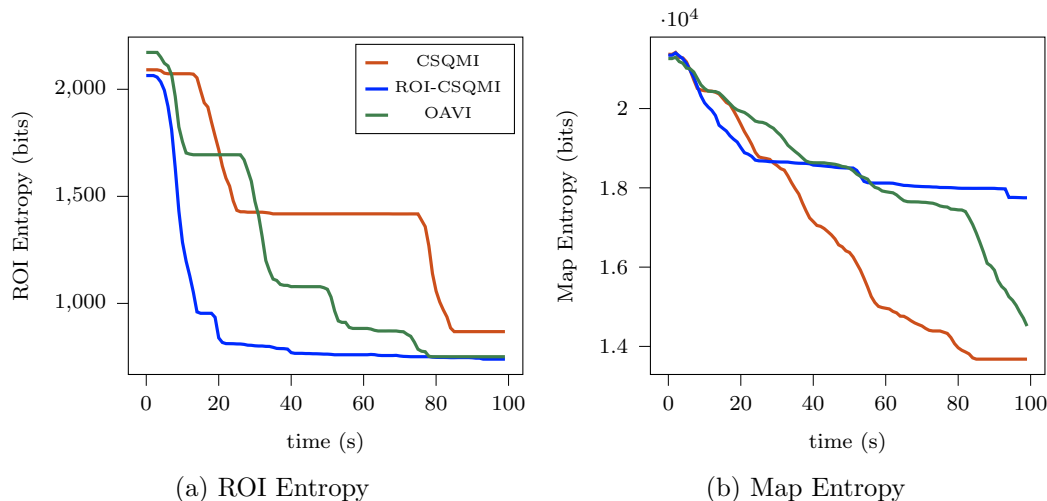 ·10⁴
CSQMI
ROI-CSQMI
OAVI
2,000
1,500
1,000
ROI Entropy (bits)
0 20 40 60 80 100
time (s)
(a) ROI Entropy
2
1.8
1.6
1.4
Map Entropy (bits)
0 20 40 60 80 100
time (s)
(b) Map Entropy